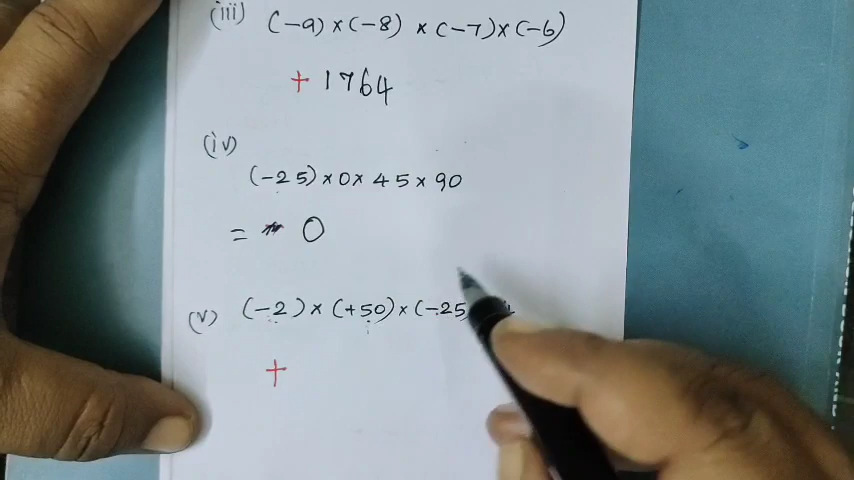 (iii) (-9) × (-8) × (-7) × (-6)
+ 1764
(iv)
(-25) × 0 × 45 × 90
= 0
(v) (-2) × (+50) × (-25)
+